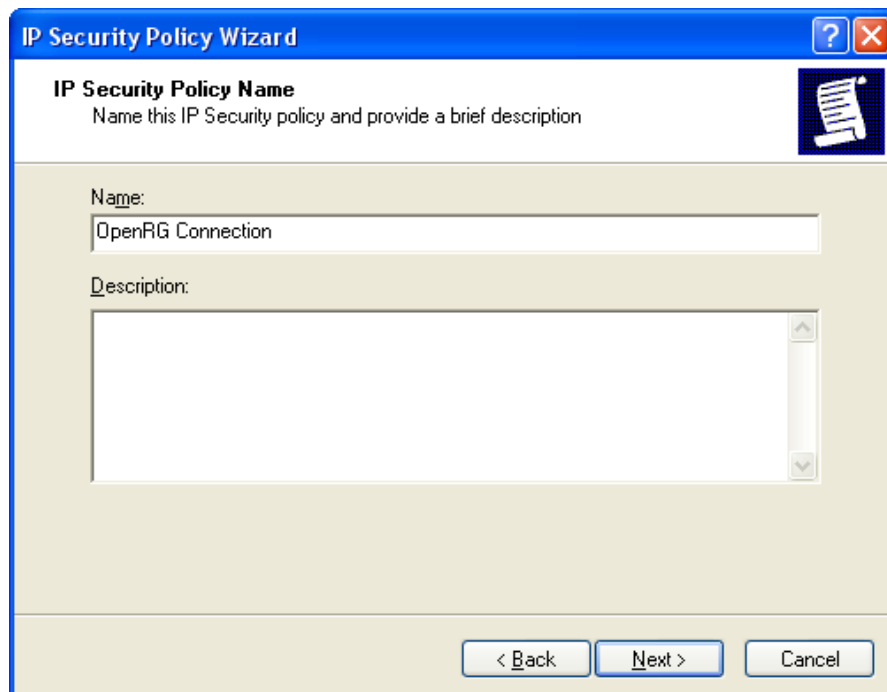 IP Security Policy Wizard
IP Security Policy Name
Name this IP Security policy and provide a brief description
Name:
OpenRG Connection
Description:
< Back
Next >
Cancel